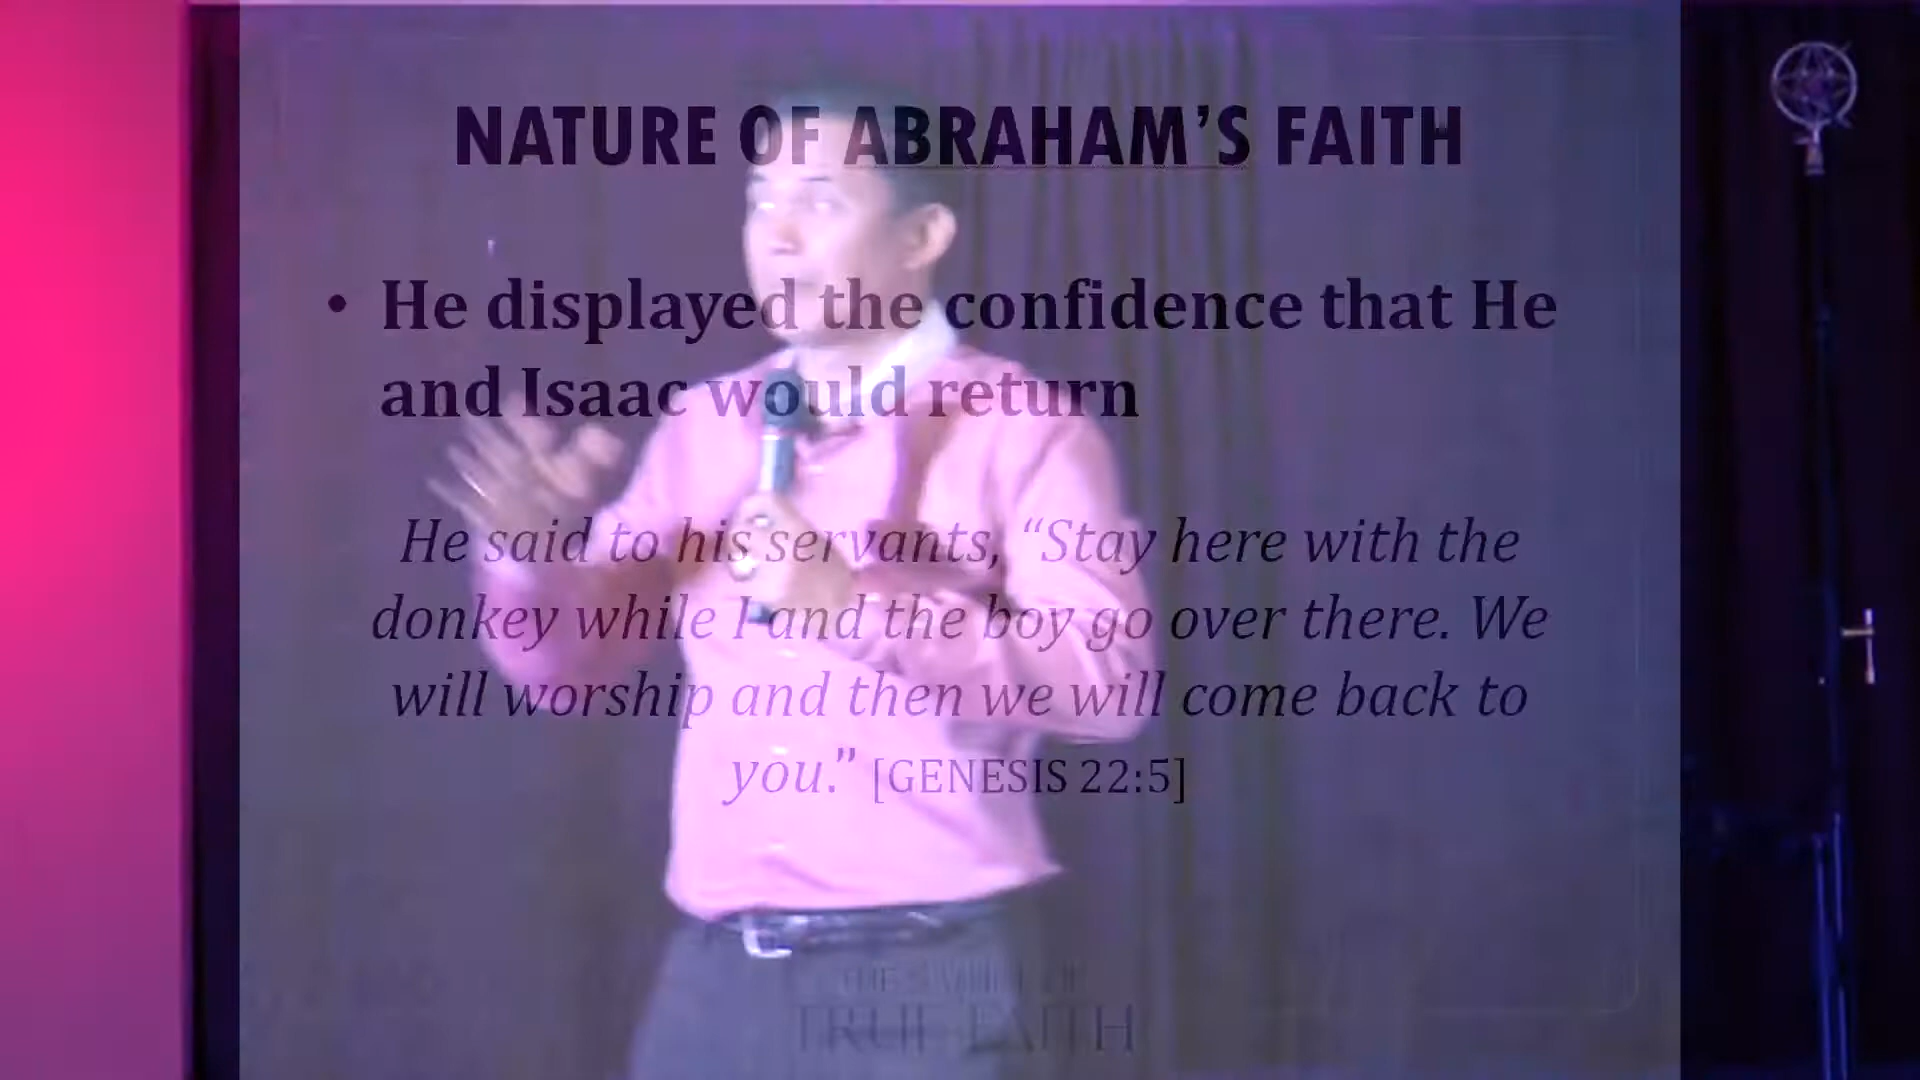 NATURE OF ABRAHAM’S FAITH
• He displayed the confidence that He
and Isaac would return
He said to his servants, “Stay here with the
donkey while I and the boy go over there. We
will worship and then we will come back to
you.” [GENESIS 22:5]
TRUE FAITH